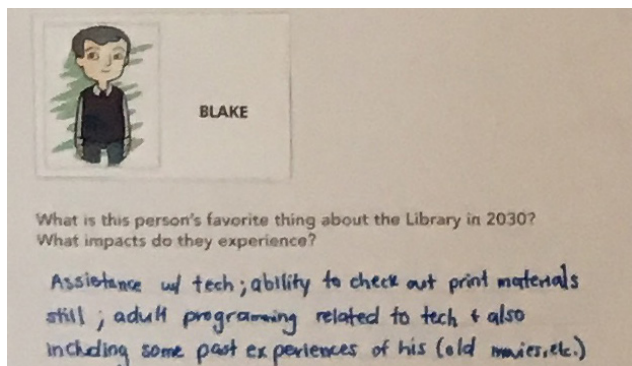 BLAKE
What is this person's favorite thing about the Library in 2030?
What impacts do they experience?
Assistance w/ tech; ability to check out print materials
still; adult programming related to tech + also
including some past experiences of his (old movies, etc.)